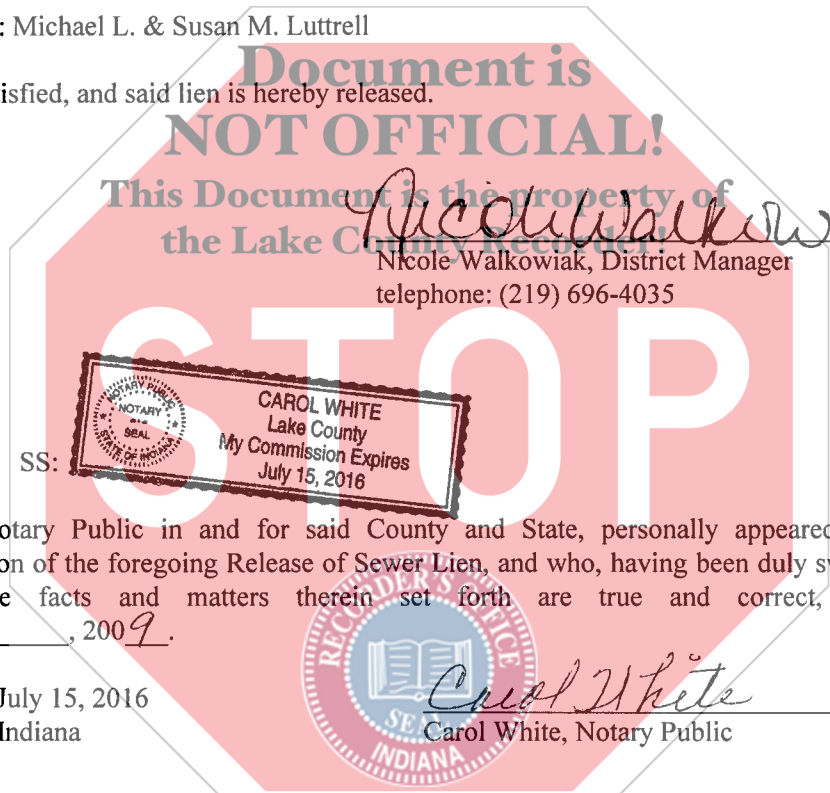 : Michael L. & Susan M. Luttrell
Document is
isfied, and said lien is hereby released.
NOT OFFICIAL!
This Document is the property of
the Lake County Recorder!
Nicole Walkow
Nicole Walkowiak, District Manager
telephone: (219) 696-4035
STOP
NOTARY PUBLIC
NOTARY
SEAL
STATE OF INDIANA
CAROL WHITE
Lake County
My Commission Expires
July 15, 2016
SS:
otary Public in and for said County and State, personally appeared
on of the foregoing Release of Sewer Lien, and who, having been duly sw
e facts and matters therein set forth are true and correct,
, 2009.
RECORDER'S OFFICE
SEAL
INDIANA
July 15, 2016
Indiana
Carol White
Carol White, Notary Public